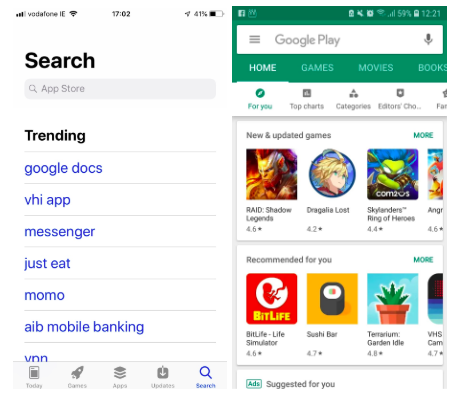 vodafone IE 17:02 41%
Search
App Store
Trending
google docs
vhi app
messenger
just eat
momo
aib mobile banking
vpn
Today Games Apps Updates Search
59% 12:21
Google Play
HOME GAMES MOVIES BOOKS
For you Top charts Categories Editors' Cho... Far
New & updated games MORE
com2us
RAID: Shadow Legends
4.6★
Dragalia Lost
4.2★
Skylanders™ Ring of Heroes
4.4★
Angr
4.6
Recommended for you MORE
BITLIFE
BitLife - Life Simulator
4.6★
Sushi Bar
4.7★
Terrarium: Garden Idle
4.8★
VHS Cam
4.7
Ads Suggested for you